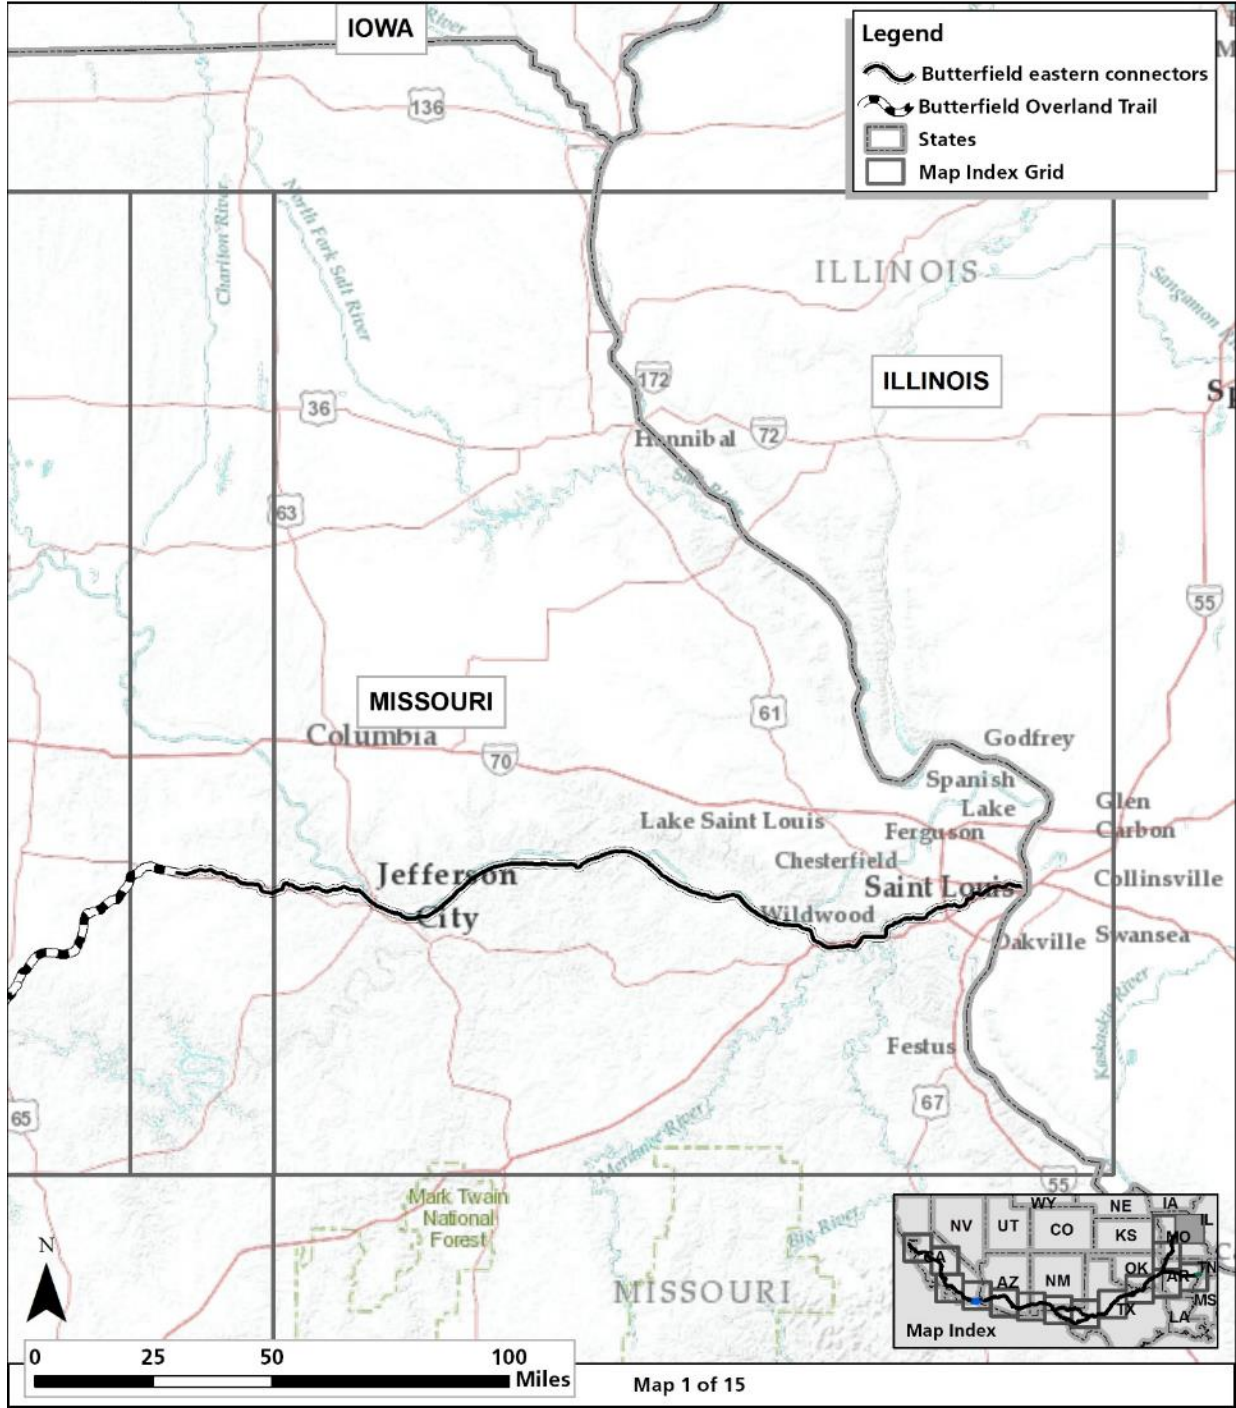 IOWA
River
Legend
Butterfield eastern connectors
Butterfield Overland Trail
States
Map Index Grid
136
Chariton River
North Fork Salt River
ILLINOIS
Sangamon
172
ILLINOIS
36
Hannibal
72
Salt River
63
55
MISSOURI
61
Columbia
70
Godfrey
Spanish
Lake
Glen
Carbon
Lake Saint Louis
Ferguson
Chesterfield
Jefferson
City
Saint Louis
Collinsville
Wildwood
Oakville
Swansea
Kaskaskia River
Festus
65
67
Meramec River
55
Mark Twain
National
Forest
Big River
N
MISSOURI
WY
NE
IA
IL
NV
UT
CO
KS
MO
CA
AZ
NM
OK
AR
TN
TX
MS
LA
Map Index
0 25 50 100
Miles
Map 1 of 15